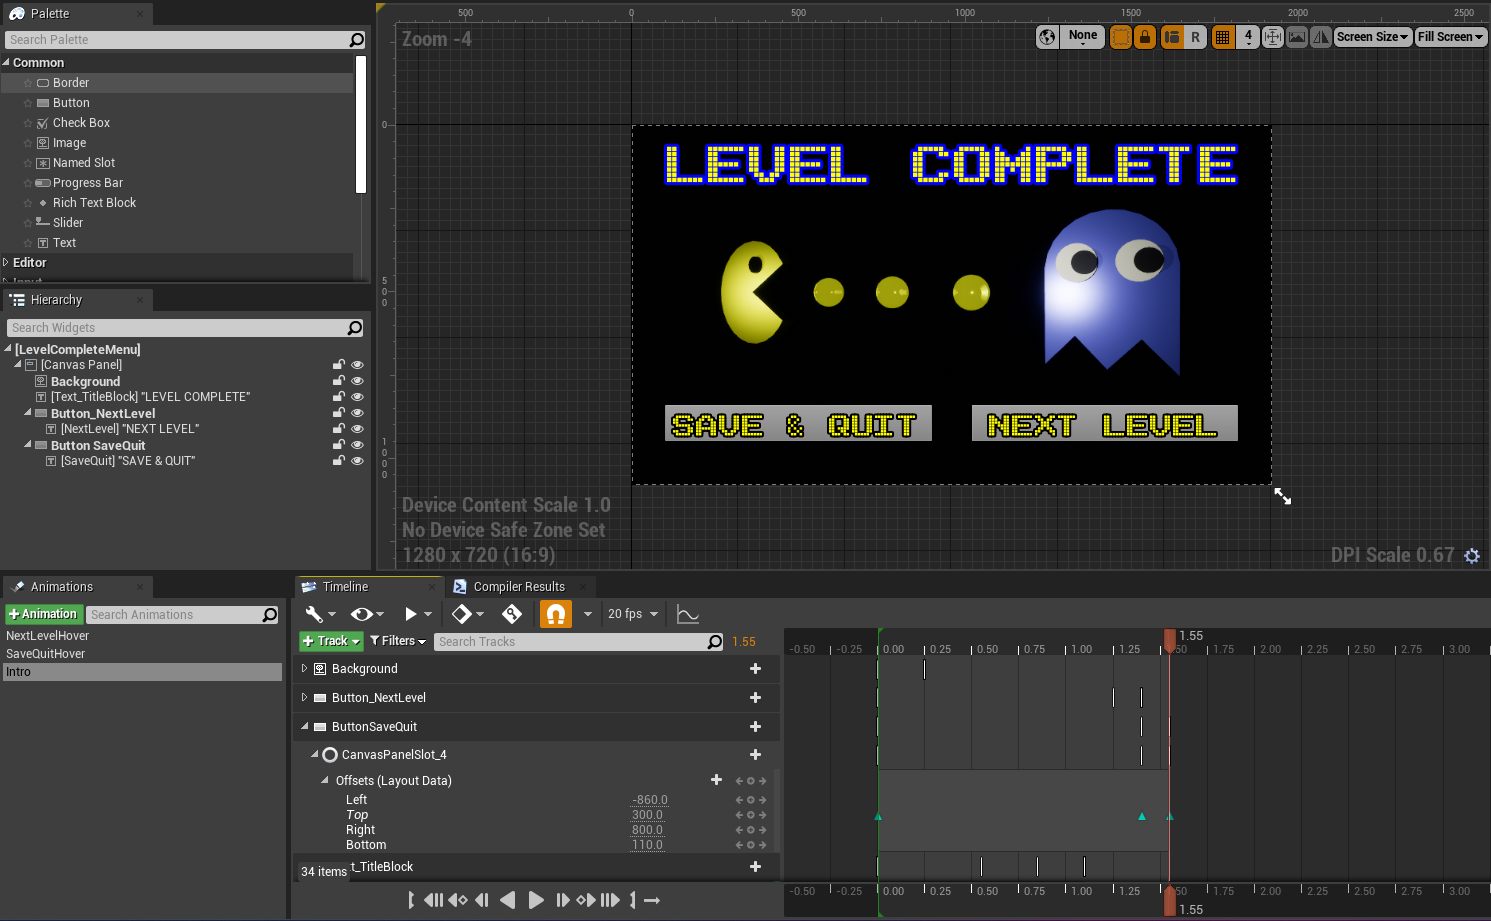 Palette
Search Palette
Common
Border
Button
Check Box
Image
Named Slot
Progress Bar
Rich Text Block
Slider
Text
Editor
Input
Hierarchy
Search Widgets
[LevelCompleteMenu]
[Canvas Panel]
Background
[Text_TitleBlock] "LEVEL COMPLETE"
Button_NextLevel
[NextLevel] "NEXT LEVEL"
Button SaveQuit
[SaveQuit] "SAVE & QUIT"
500 0 500 1000 1500 2000 2500
Zoom -4
None R 4 Screen Size Fill Screen
0
500
1000
LEVEL COMPLETE
SAVE & QUIT NEXT LEVEL
Device Content Scale 1.0
No Device Safe Zone Set
1280 x 720 (16:9)
DPI Scale 0.67
Animations
+Animation Search Animations
NextLevelHover
SaveQuitHover
Intro
Timeline Compiler Results
20 fps
+ Track Filters Search Tracks 1.55
1.55
-0.50 -0.25 0.00 0.25 0.50 0.75 1.00 1.25 50 1.75 2.00 2.25 2.50 2.75 3.00
Background
Button_NextLevel
ButtonSaveQuit
CanvasPanelSlot_4
Offsets (Layout Data)
Left -860.0
Top 300.0
Right 800.0
Bottom 110.0
34 items t_TitleBlock
-0.50 -0.25 0.00 0.25 0.50 0.75 1.00 1.25 50 1.75 2.00 2.25 2.50 2.75 3.00
1.55